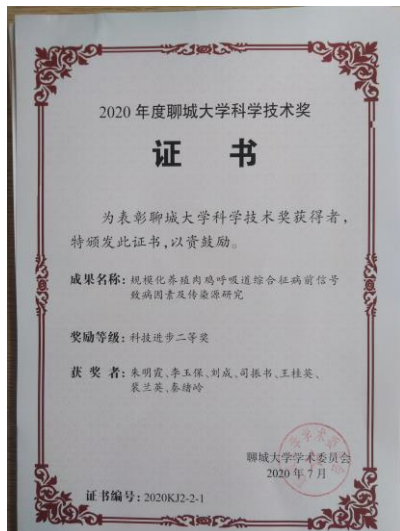 2020 年度聊城大学科学技术奖
证 书
为表彰聊城大学科学技术奖获得者，
特颁发此证书，以资鼓励。
成果名称：规模化养殖肉鸡呼吸道综合征病前信号
致病因素及传染源研究
奖励等级：科技进步二等奖
获 奖 者：朱明霞、李玉保、刘成、司振书、王桂英、
裴兰英、秦绪岭
聊城大学学术委员会
2020 年 7 月
证书编号：2020KJ2-2-1